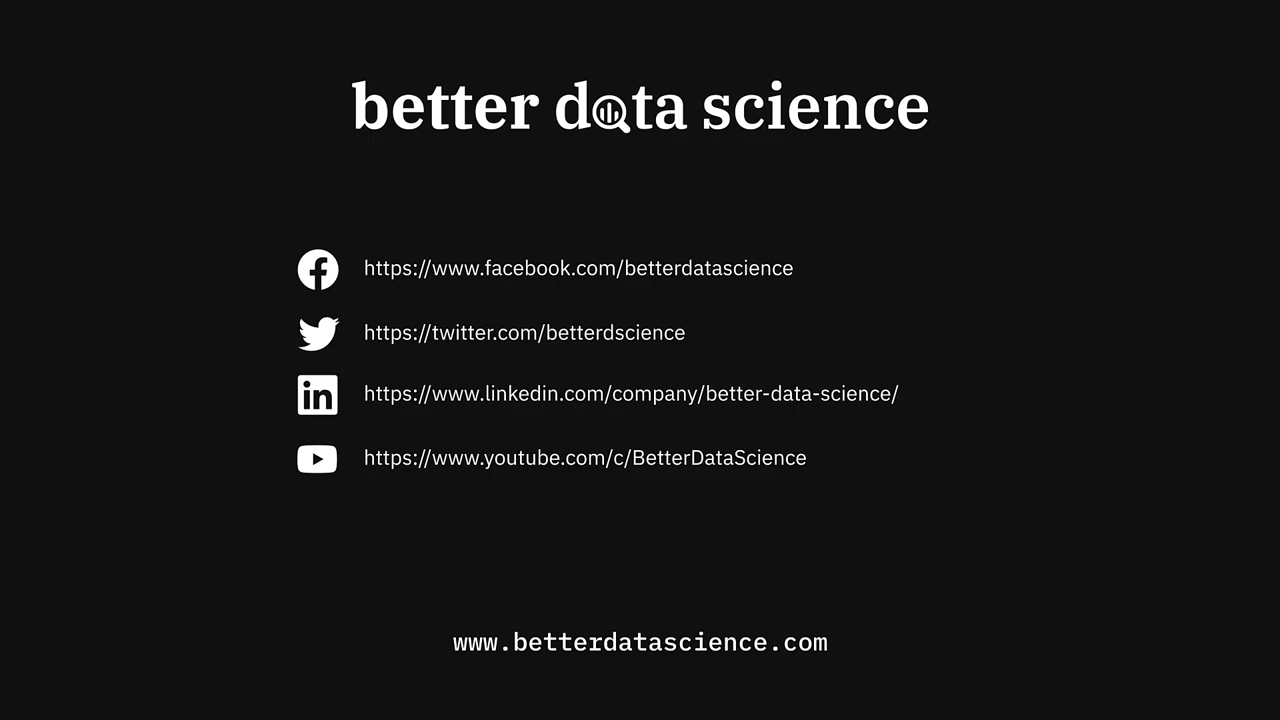 better data science
https://www.facebook.com/betterdatascience
https://twitter.com/betterdscience
https://www.linkedin.com/company/better-data-science/
https://www.youtube.com/c/BetterDataScience
www.betterdatascience.com